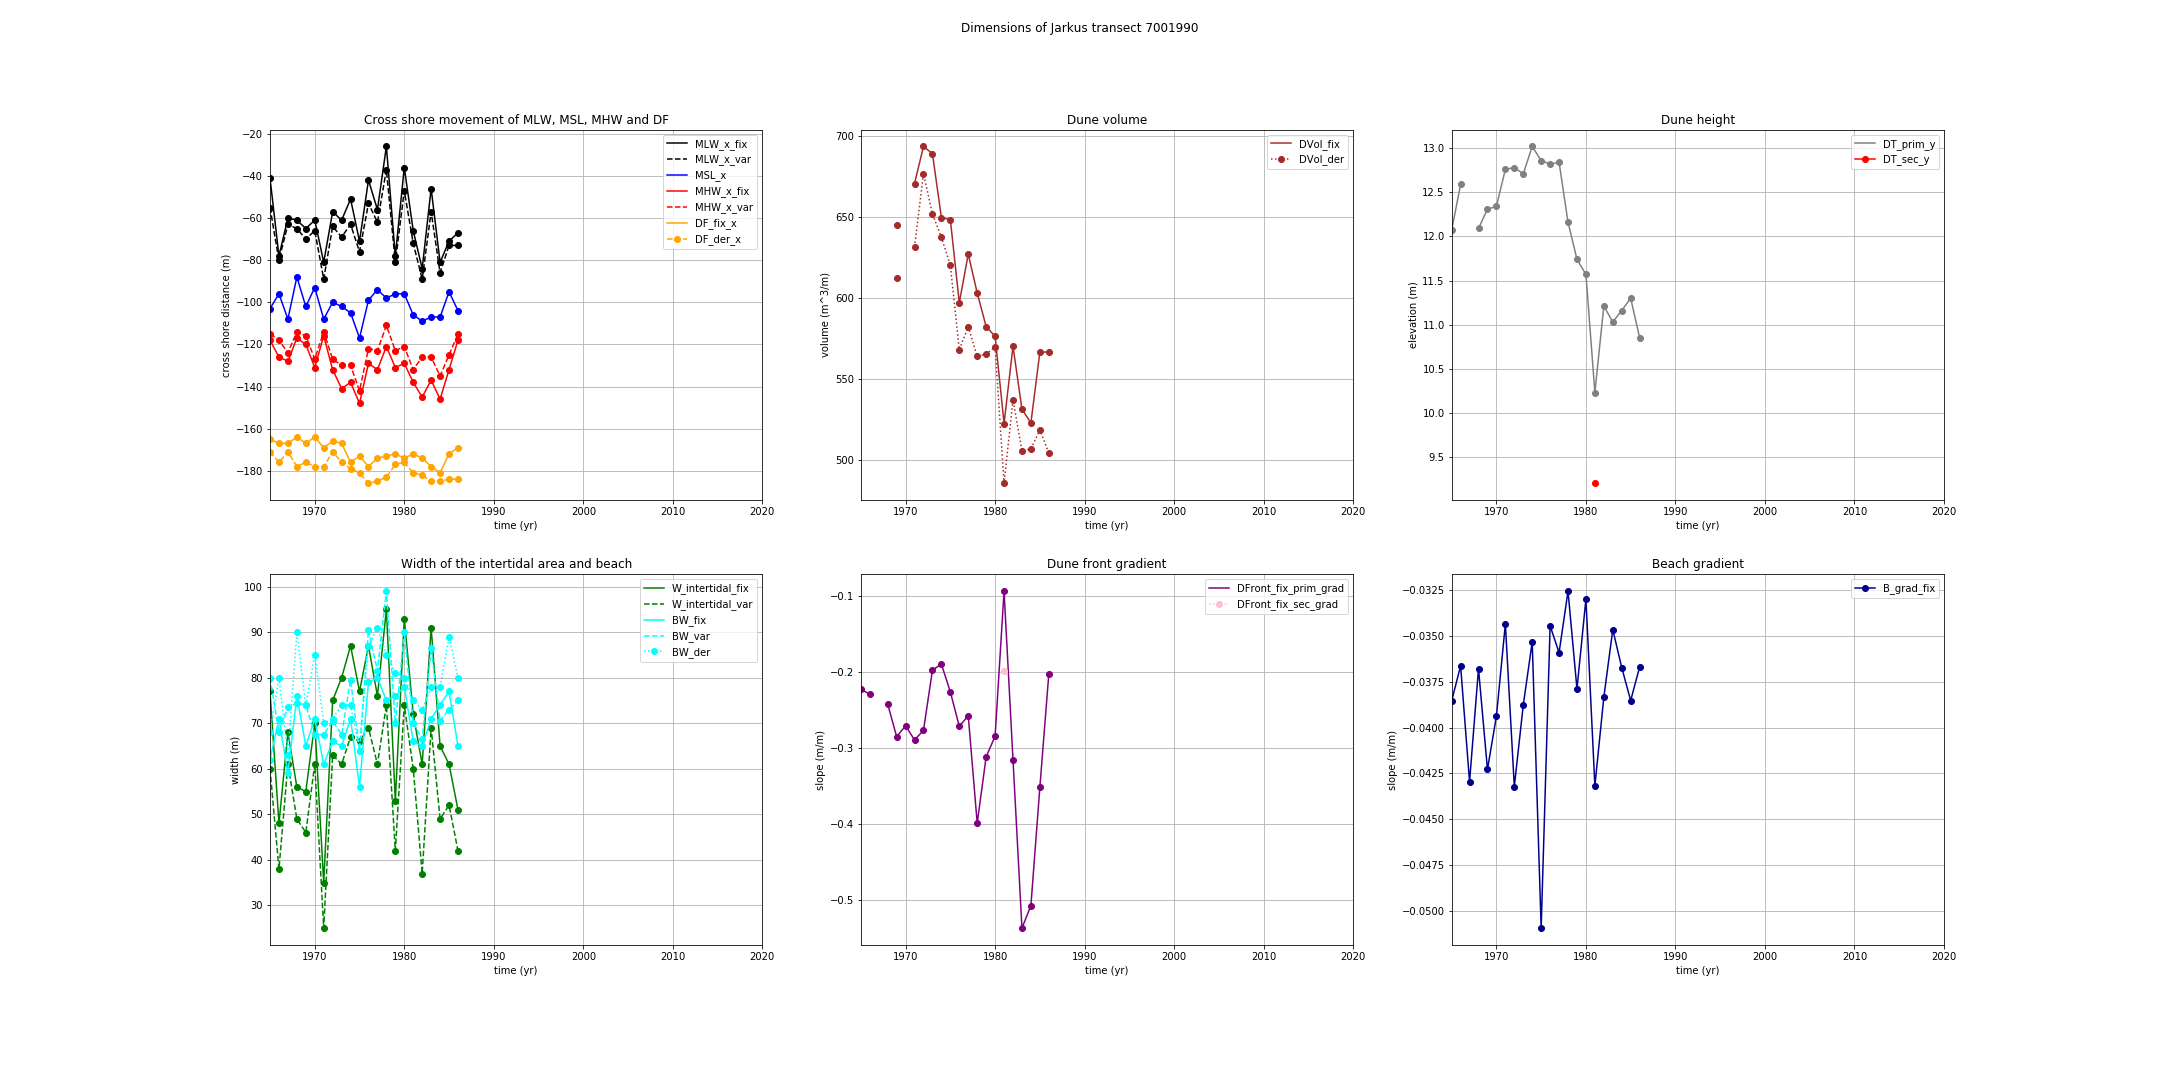 Dimensions of Jarkus transect 7001990
Cross shore movement of MLW, MSL, MHW and DF
cross shore distance (m)
−20
−40
−60
−80
−100
−120
−140
−160
−180
MLW_x_fix
MLW_x_var
MSL_x
MHW_x_fix
MHW_x_var
DF_fix_x
DF_der_x
1970 1980 1990 2000 2010 2020
time (yr)
Dune volume
volume (m^3/m)
700
650
600
550
500
DVol_fix
DVol_der
1970 1980 1990 2000 2010 2020
time (yr)
Dune height
elevation (m)
13.0
12.5
12.0
11.5
11.0
10.5
10.0
9.5
DT_prim_y
DT_sec_y
1970 1980 1990 2000 2010 2020
time (yr)
Width of the intertidal area and beach
width (m)
100
90
80
70
60
50
40
30
W_intertidal_fix
W_intertidal_var
BW_fix
BW_var
BW_der
1970 1980 1990 2000 2010 2020
time (yr)
Dune front gradient
slope (m/m)
−0.1
−0.2
−0.3
−0.4
−0.5
DFront_fix_prim_grad
DFront_fix_sec_grad
1970 1980 1990 2000 2010 2020
time (yr)
Beach gradient
slope (m/m)
−0.0325
−0.0350
−0.0375
−0.0400
−0.0425
−0.0450
−0.0475
−0.0500
B_grad_fix
1970 1980 1990 2000 2010 2020
time (yr)